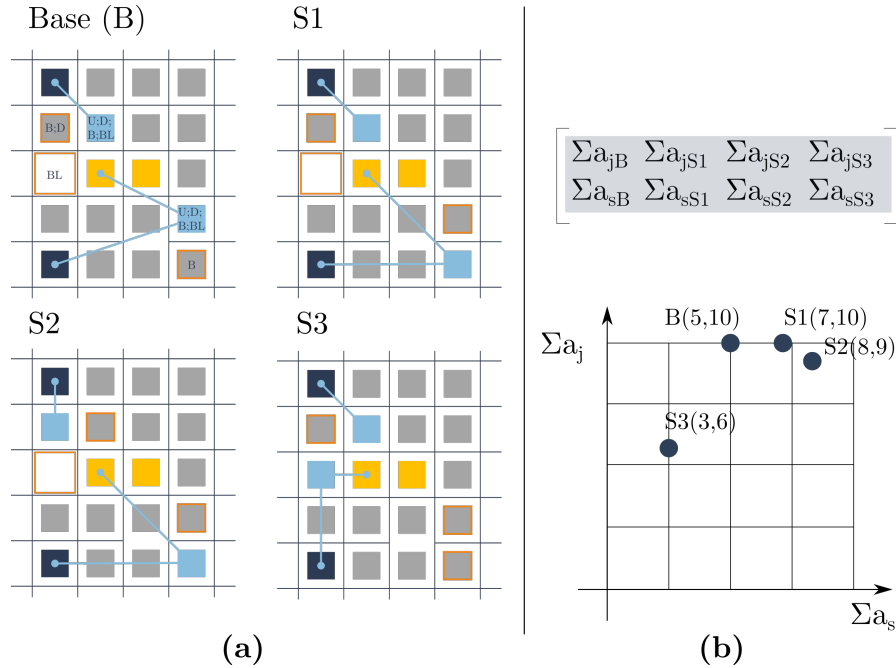 Base (B)
S1
B;D
U;D;
B;BL
BL
U;D;
B;BL
B
S2
S3
(a)
Σa_jB Σa_jS1 Σa_jS2 Σa_jS3
Σa_sB Σa_sS1 Σa_sS2 Σa_sS3
B(5,10)
S1(7,10)
Σa_j
S2(8,9)
S3(3,6)
Σa_s
(b)